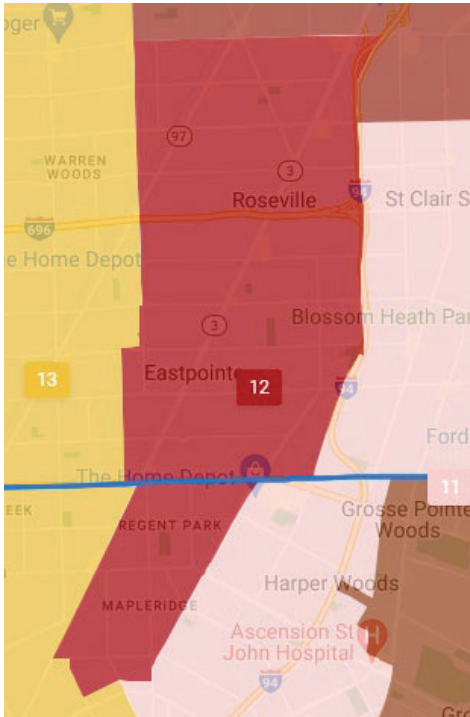 oger
97
WARREN
WOODS
3
Roseville
94
St Clair S
696
e Home Depot
3
Blossom Heath Par
13
Eastpointe
12
94
Ford
The Home Depot
11
EEK
REGENT PARK
Grosse Pointe
Woods
Harper Woods
MAPLERIDGE
Ascension St
John Hospital
H
94
Gro